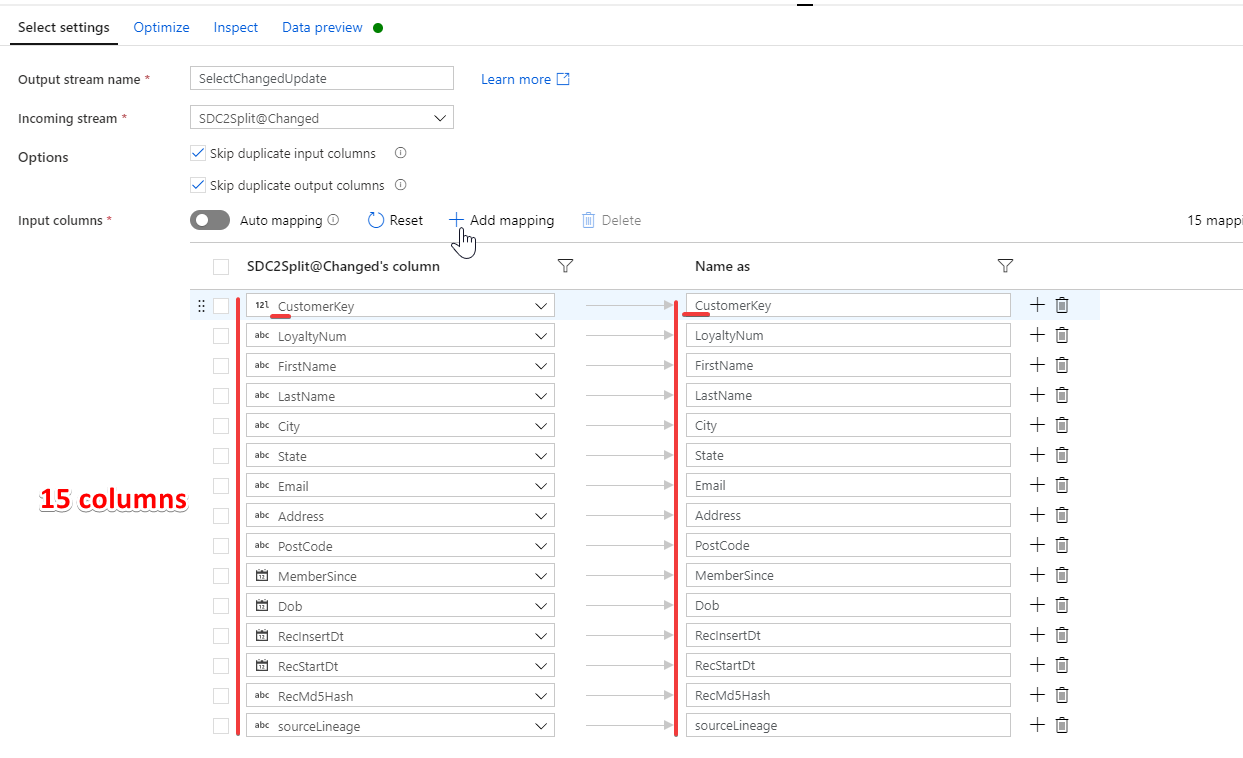 Select settings Optimize Inspect Data preview
Output stream name * SelectChangedUpdate Learn more
Incoming stream * SDC2Split@Changed
Options Skip duplicate input columns
Skip duplicate output columns
Input columns * Auto mapping Reset Add mapping Delete 15 mappi
SDC2Split@Changed's column Name as
12l CustomerKey CustomerKey
abc LoyaltyNum LoyaltyNum
abc FirstName FirstName
abc LastName LastName
abc City City
abc State State
abc Email Email
15 columns
abc Address Address
abc PostCode PostCode
12 MemberSince MemberSince
12 Dob Dob
12 RecInsertDt RecInsertDt
12 RecStartDt RecStartDt
abc RecMd5Hash RecMd5Hash
abc sourceLineage sourceLineage